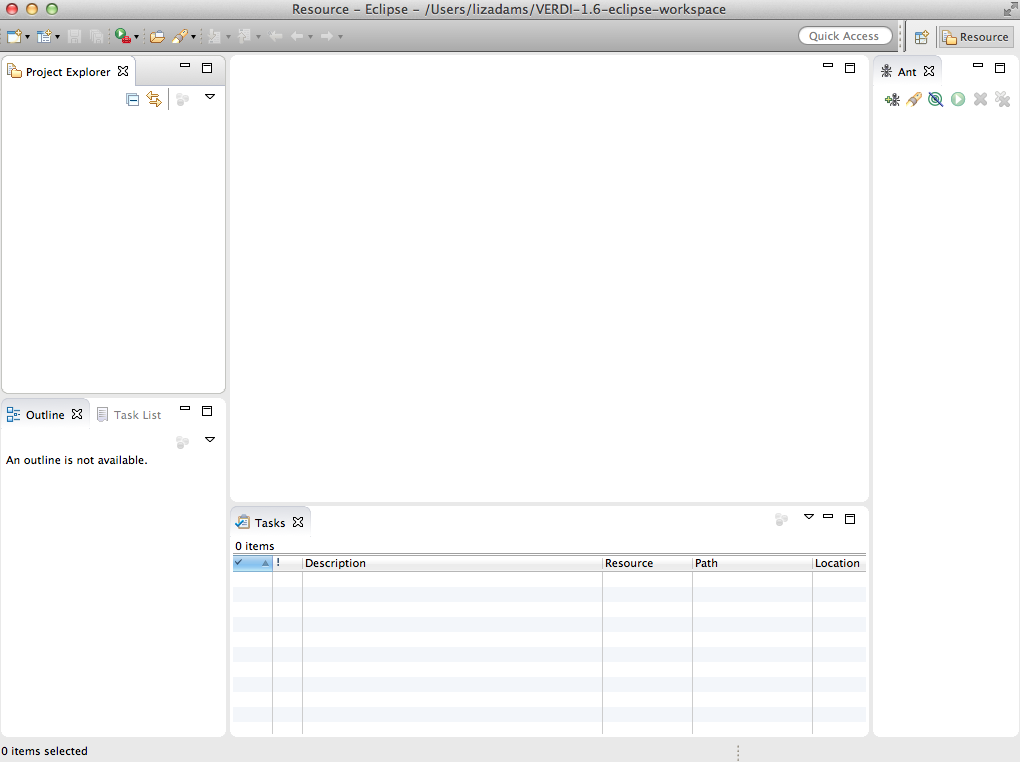 Resource – Eclipse – /Users/lizadams/VERDI-1.6-eclipse-workspace
Quick Access
Resource
Project Explorer
Ant
Outline
Task List
An outline is not available.
Tasks
0 items
! Description Resource Path Location
0 items selected